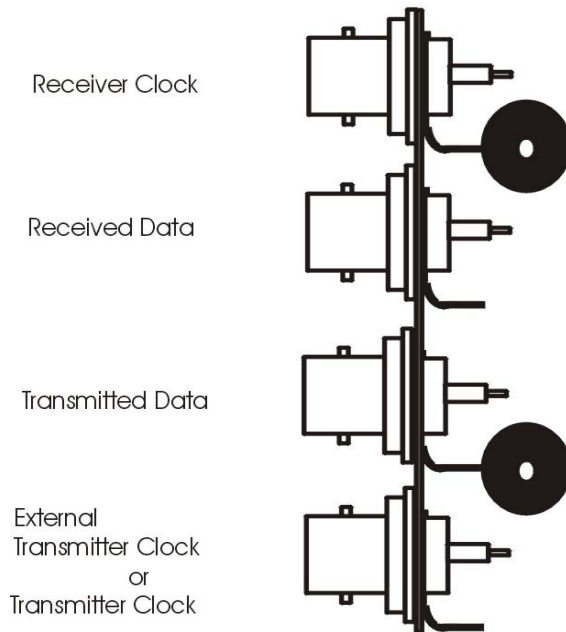 Receiver Clock
Received Data
Transmitted Data
External
Transmitter Clock
or
Transmitter Clock